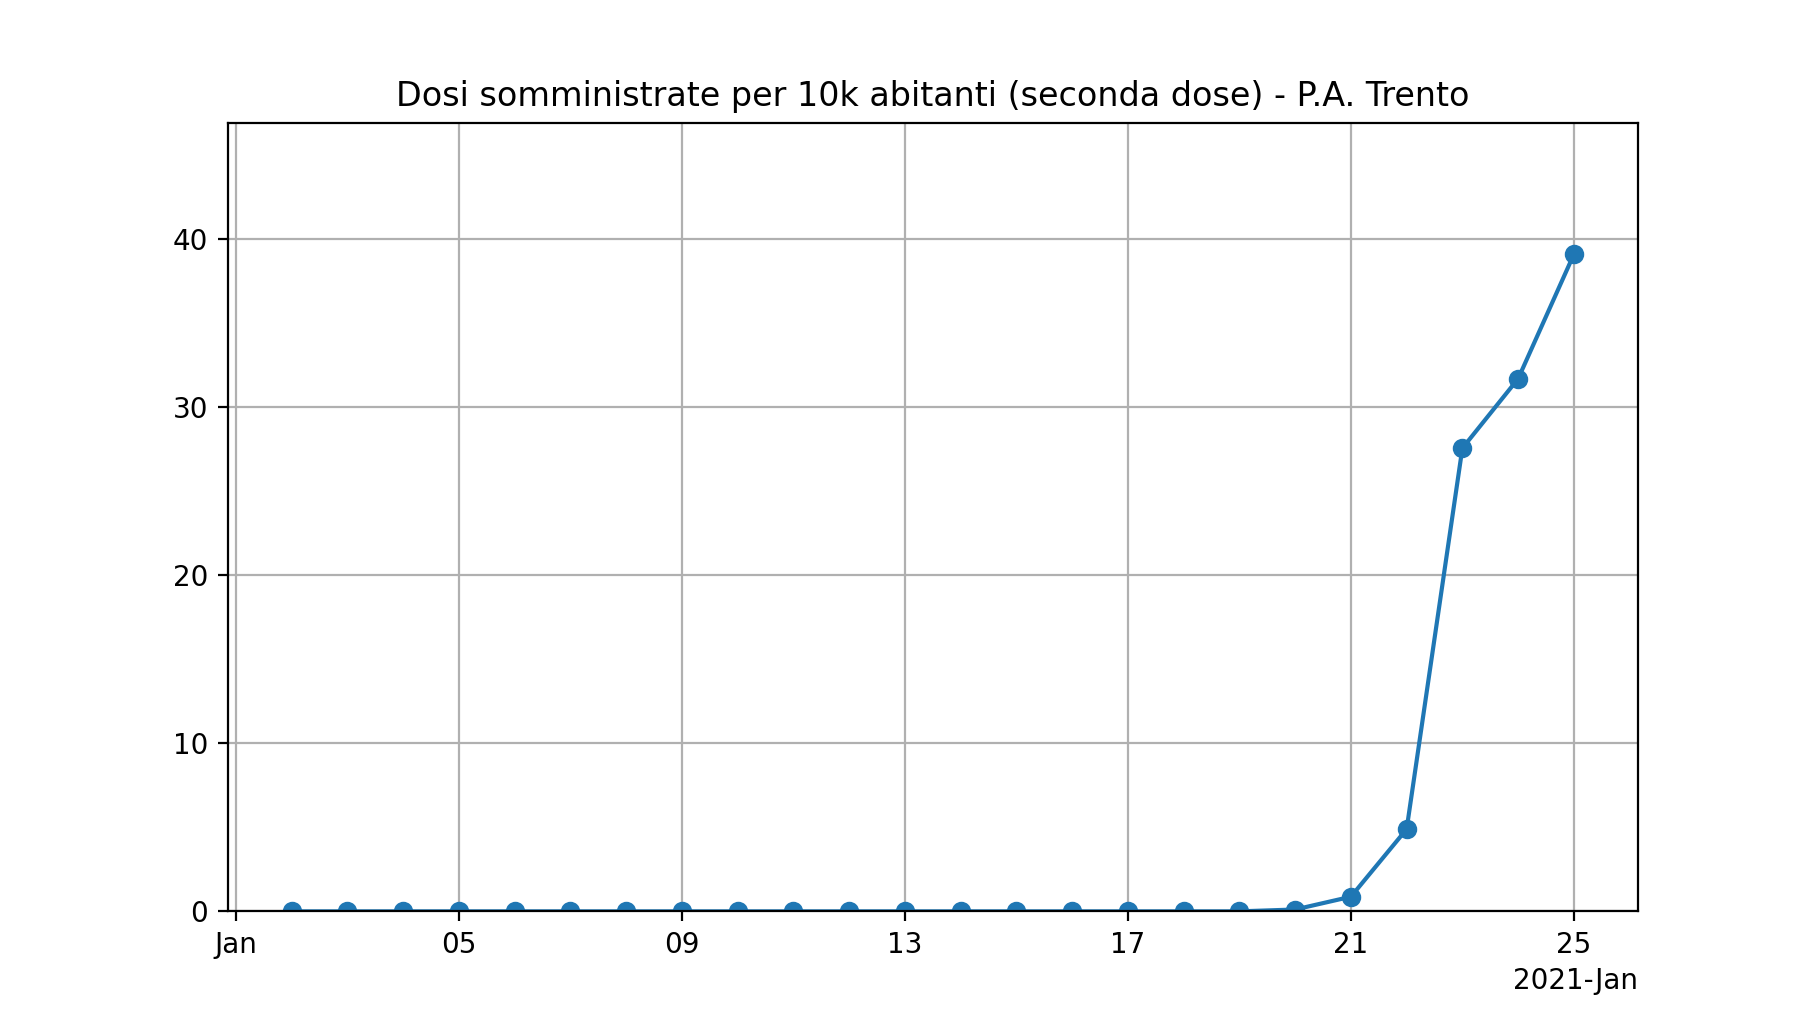 Dosi somministrate per 10k abitanti (seconda dose) - P.A. Trento
40
30
20
10
0
Jan 05 09 13 17 21 25
2021-Jan